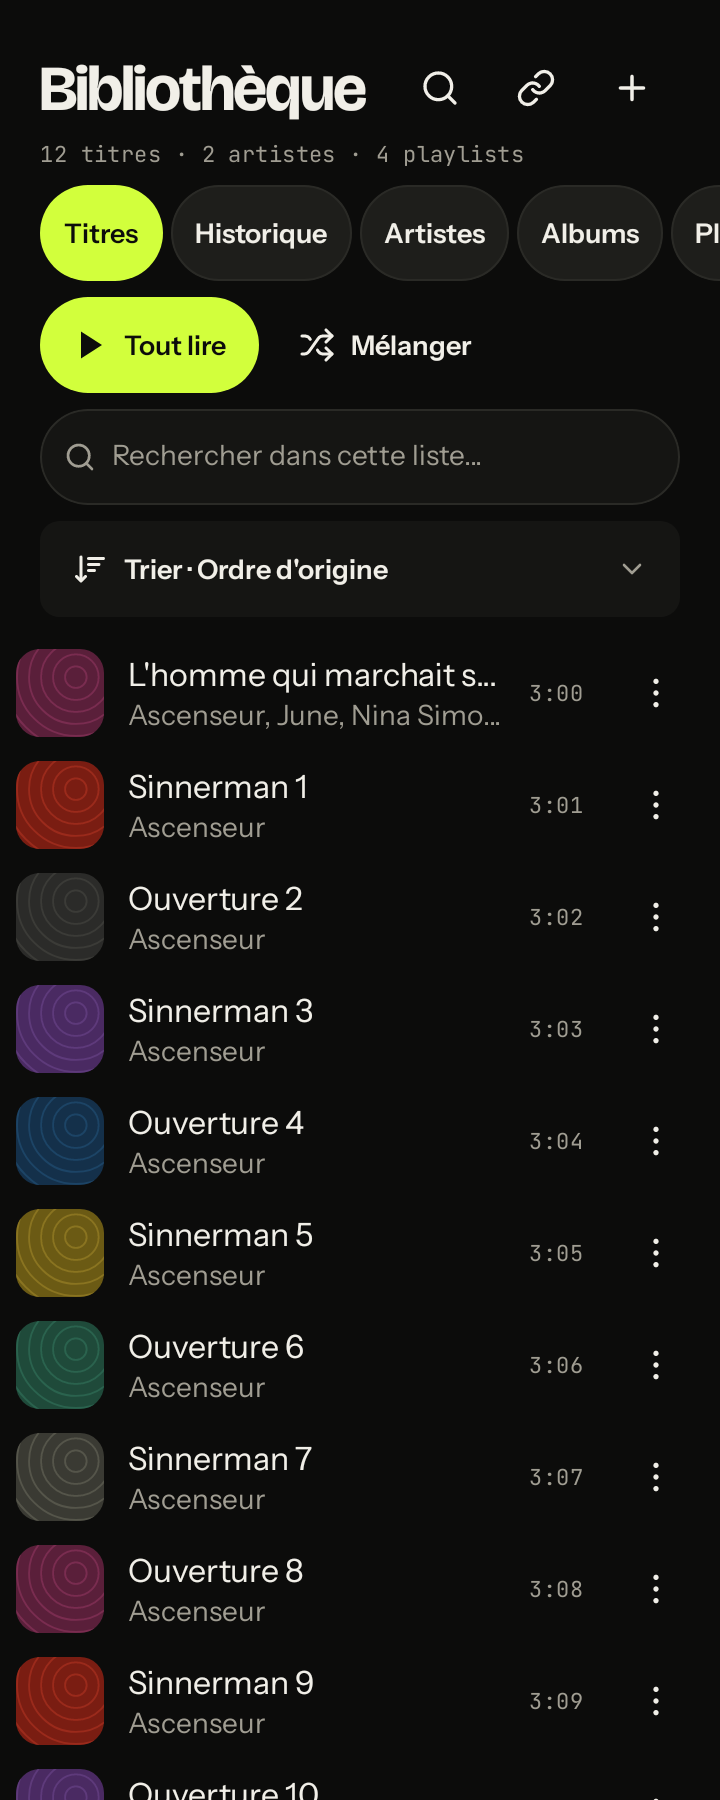 Bibliothèque
12 titres · 2 artistes · 4 playlists
Titres Historique Artistes Albums Pl
Tout lire Mélanger
Rechercher dans cette liste…
Trier · Ordre d'origine
L'homme qui marchait s… 3:00
Ascenseur, June, Nina Simo…
Sinnerman 1 3:01
Ascenseur
Ouverture 2 3:02
Ascenseur
Sinnerman 3 3:03
Ascenseur
Ouverture 4 3:04
Ascenseur
Sinnerman 5 3:05
Ascenseur
Ouverture 6 3:06
Ascenseur
Sinnerman 7 3:07
Ascenseur
Ouverture 8 3:08
Ascenseur
Sinnerman 9 3:09
Ascenseur
Ouverture 10